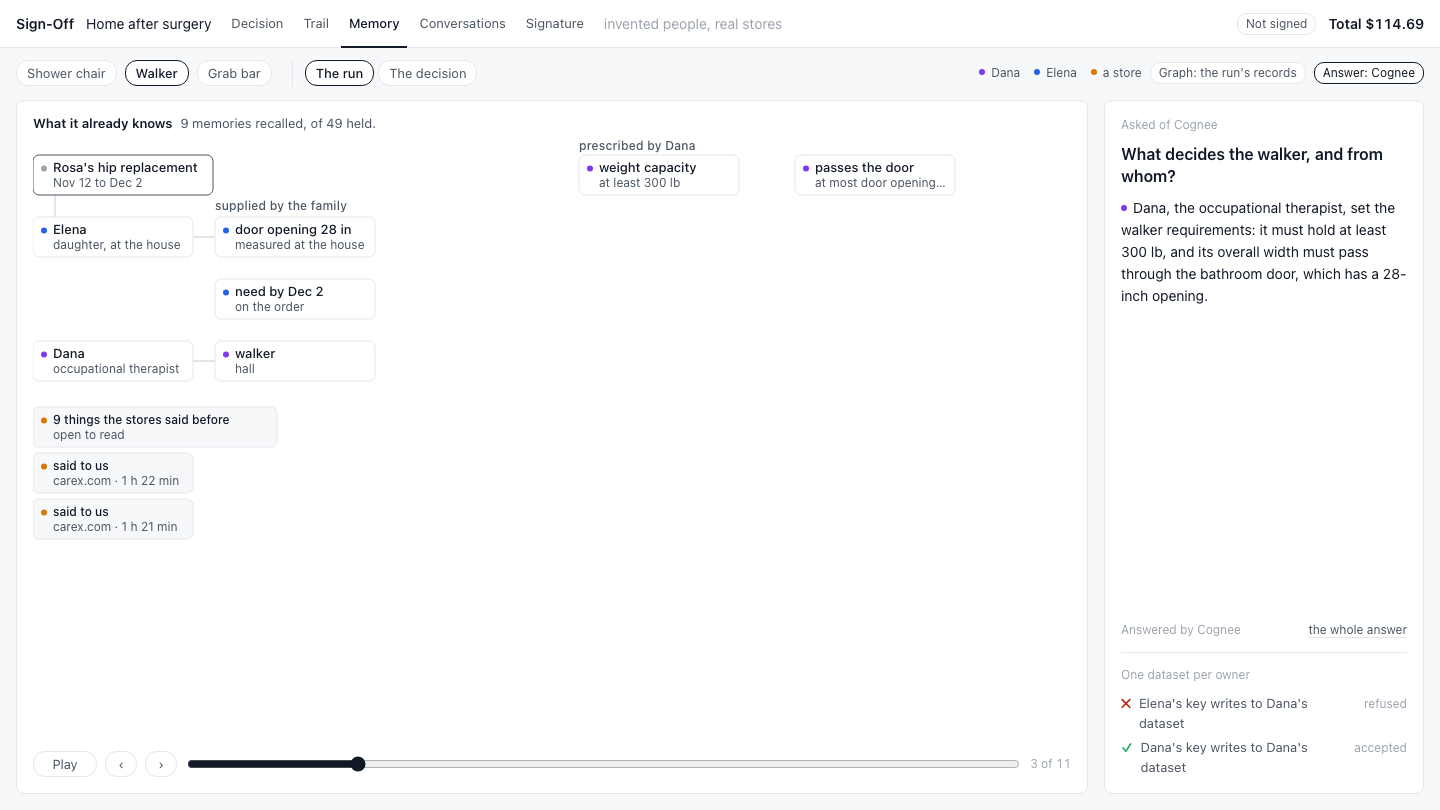 Sign-Off Home after surgery Decision Trail Memory Conversations Signature invented people, real stores Not signed Total $114.69
Shower chair Walker Grab bar The run The decision Dana Elena a store Graph: the run's records Answer: Cognee
What it already knows 9 memories recalled, of 49 held.
prescribed by Dana
Rosa's hip replacement
Nov 12 to Dec 2
weight capacity
at least 300 lb
passes the door
at most door opening...
supplied by the family
Elena
daughter, at the house
door opening 28 in
measured at the house
need by Dec 2
on the order
Dana
occupational therapist
walker
hall
9 things the stores said before
open to read
said to us
carex.com · 1 h 22 min
said to us
carex.com · 1 h 21 min
Play ‹ › 3 of 11
Asked of Cognee
What decides the walker, and from
whom?
Dana, the occupational therapist, set the
walker requirements: it must hold at least
300 lb, and its overall width must pass
through the bathroom door, which has a 28-
inch opening.
Answered by Cognee the whole answer
One dataset per owner
Elena's key writes to Dana's refused
dataset
Dana's key writes to Dana's accepted
dataset